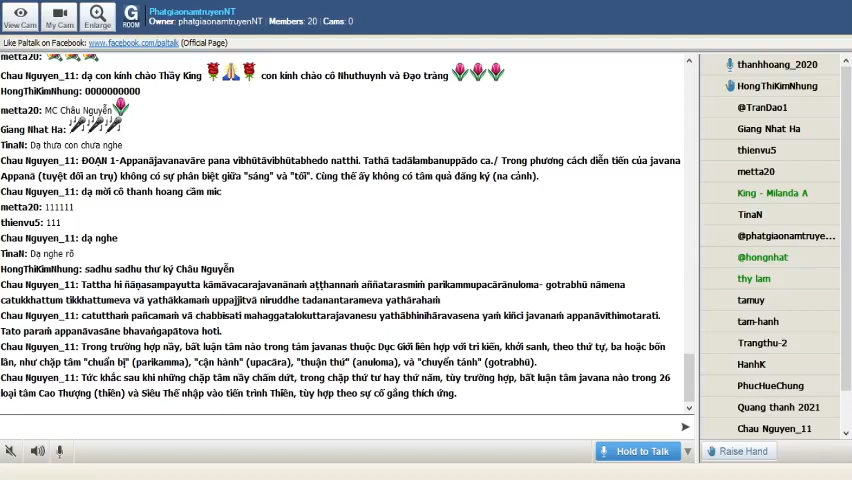 View Cam
My Cam
Enlarge
G
ROOM
PhatgiaonamtruyenNT
Owner: phatgiaonamtruyenNT | Members: 20 | Cams: 0
Like Paltalk on Facebook: www.facebook.com/paltalk (Official Page)
metta20:
Chau Nguyen_11: dạ con kính chào Thầy King con kính chào cô Nhuthuynh và Đạo tràng
HongThiKimNhung: 0000000000
metta20: MC Châu Nguyễn
Giang Nhat Ha:
TinaN: Dạ thưa con chưa nghe
Chau Nguyen_11: ĐOẠN 1-Appanājavanavāre pana vibhūtāvibhūtabhedo natthi. Tathā tadālambanuppādo ca./ Trong phương cách diễn tiến của javana
Appanā (tuyệt đối an trụ) không có sự phân biệt giữa "sáng" và "tối". Cùng thế ấy không có tâm quả đăng ký (na cảnh).
Chau Nguyen_11: dạ mời cô thanh hoang cầm mic
metta20: 111111
thienvu5: 111
Chau Nguyen_11: dạ nghe
TinaN: Dạ nghe rõ
HongThiKimNhung: sadhu sadhu thư ký Châu Nguyễn
Chau Nguyen_11: Tattha hi ñāṇasampayutta kāmāvacarajavanānaṁ aṭṭhannaṁ aññatarasmiṁ parikammupacārānuloma- gotrabhū nāmena
catukkhattuṁ tikkhattumeva vā yathākkamaṁ uppajjitvā niruddhe tadanantarameva yathārahaṁ
Chau Nguyen_11: catutthaṁ pañcamaṁ vā chabbīsati mahaggatalokuttarajavanesu yathābhinīhāravasena yaṁ kiñci javanaṁ appanāvīthimotarati.
Tato paraṁ appanāvasāne bhavaṅgapātova hoti.
Chau Nguyen_11: Trong trường hợp nầy, bất luận tâm nào trong tám javanas thuộc Dục Giới liên hợp với tri kiến, khởi sanh, theo thứ tự, ba hoặc bốn
lần, như chặp tâm "chuẩn bị" (parikamma), "cận hành" (upacāra), "thuận thứ" (anuloma), và "chuyển tánh" (gotrabhū).
Chau Nguyen_11: Tức khắc sau khi những chặp tâm nầy chấm dứt, trong chặp thứ tư hay thứ năm, tùy trường hợp, bất luận tâm javana nào trong 26
loại tâm Cao Thượng (thiền) và Siêu Thế nhập vào tiến trình Thiền, tùy hợp theo sự cố gắng thích ứng.
thanhhoang_2020
HongThiKimNhung
@TranDao1
Giang Nhat Ha
thienvu5
metta20
King - Milanda A
TinaN
@phatgiaonamtruye...
@hongnhat
thy lam
tamuy
tam-hanh
Trangthu-2
HanhK
PhucHueChung
Quang thanh 2021
Chau Nguyen_11
Hold to Talk
Raise Hand